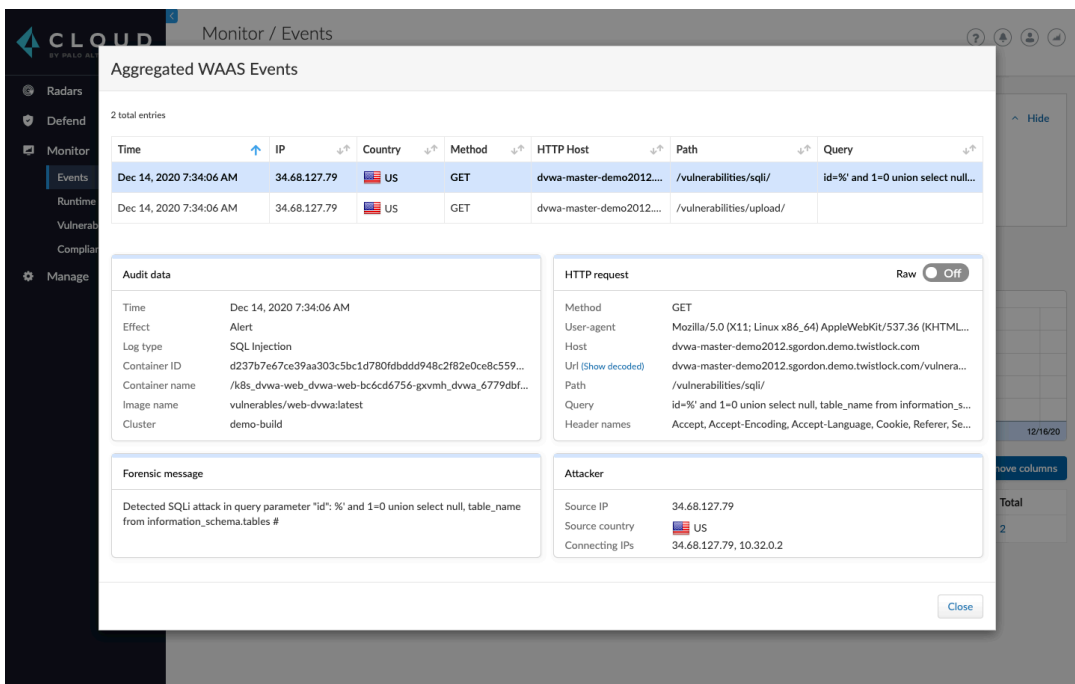 CLOUD
BY PALO ALT
Monitor / Events
Radars
Defend
Monitor
Events
Runtime
Vulnerab
Complian
Manage
Hide
Aggregated WAAS Events
2 total entries
Time IP Country Method HTTP Host Path Query
Dec 14, 2020 7:34:06 AM 34.68.127.79 US GET dvwa-master-demo2012.... /vulnerabilities/sqli/ id=%' and 1=0 union select null...
Dec 14, 2020 7:34:06 AM 34.68.127.79 US GET dvwa-master-demo2012.... /vulnerabilities/upload/
Audit data
Time Dec 14, 2020 7:34:06 AM
Effect Alert
Log type SQL Injection
Container ID d237b7e67ce39aa303c5bc1d780fdbddd948c2f82e0ce8c559...
Container name /k8s_dvwa-web_dvwa-web-bc6cd6756-gxvmh_dvwa_6779dbf...
Image name vulnerables/web-dvwa:latest
Cluster demo-build
HTTP request Raw Off
Method GET
User-agent Mozilla/5.0 (X11; Linux x86_64) AppleWebKit/537.36 (KHTML...
Host dvwa-master-demo2012.sgordon.demo.twistlock.com
Url (Show decoded) dvwa-master-demo2012.sgordon.demo.twistlock.com/vulnera...
Path /vulnerabilities/sqli/
Query id=%' and 1=0 union select null, table_name from information_s...
Header names Accept, Accept-Encoding, Accept-Language, Cookie, Referer, Se...
Forensic message
Detected SQLi attack in query parameter "id": %' and 1=0 union select null, table_name
from information_schema.tables #
Attacker
Source IP 34.68.127.79
Source country US
Connecting IPs 34.68.127.79, 10.32.0.2
12/16/20
move columns
Total
2
Close